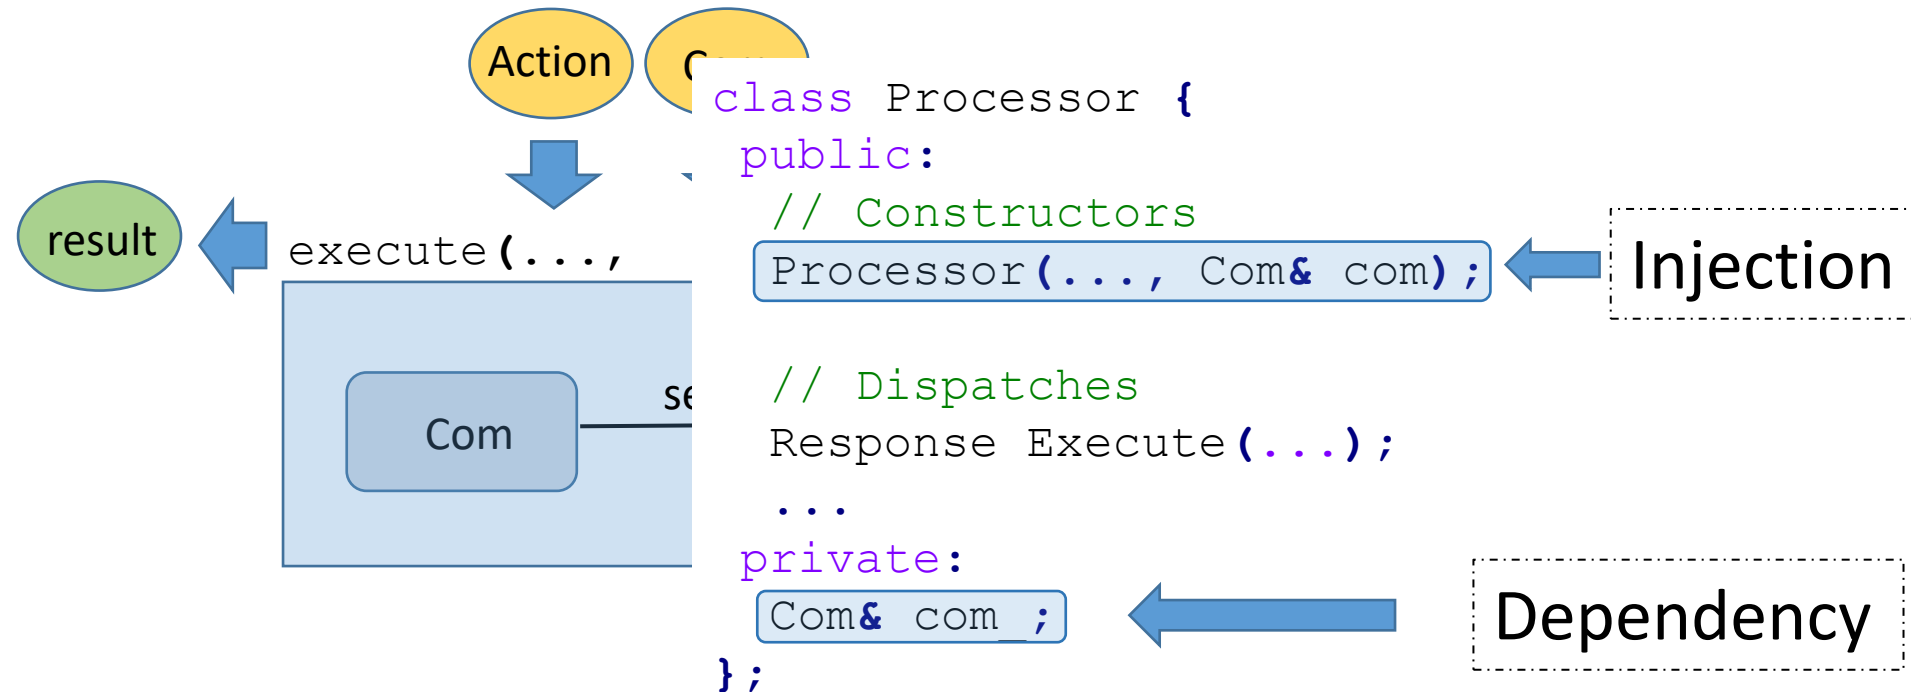 Action
class Processor {
public:
// Constructors
result
execute(...,
Processor(..., Com& com);
Injection
// Dispatches
Com
Response Execute(...);
...
private:
Com& com_;
Dependency
};